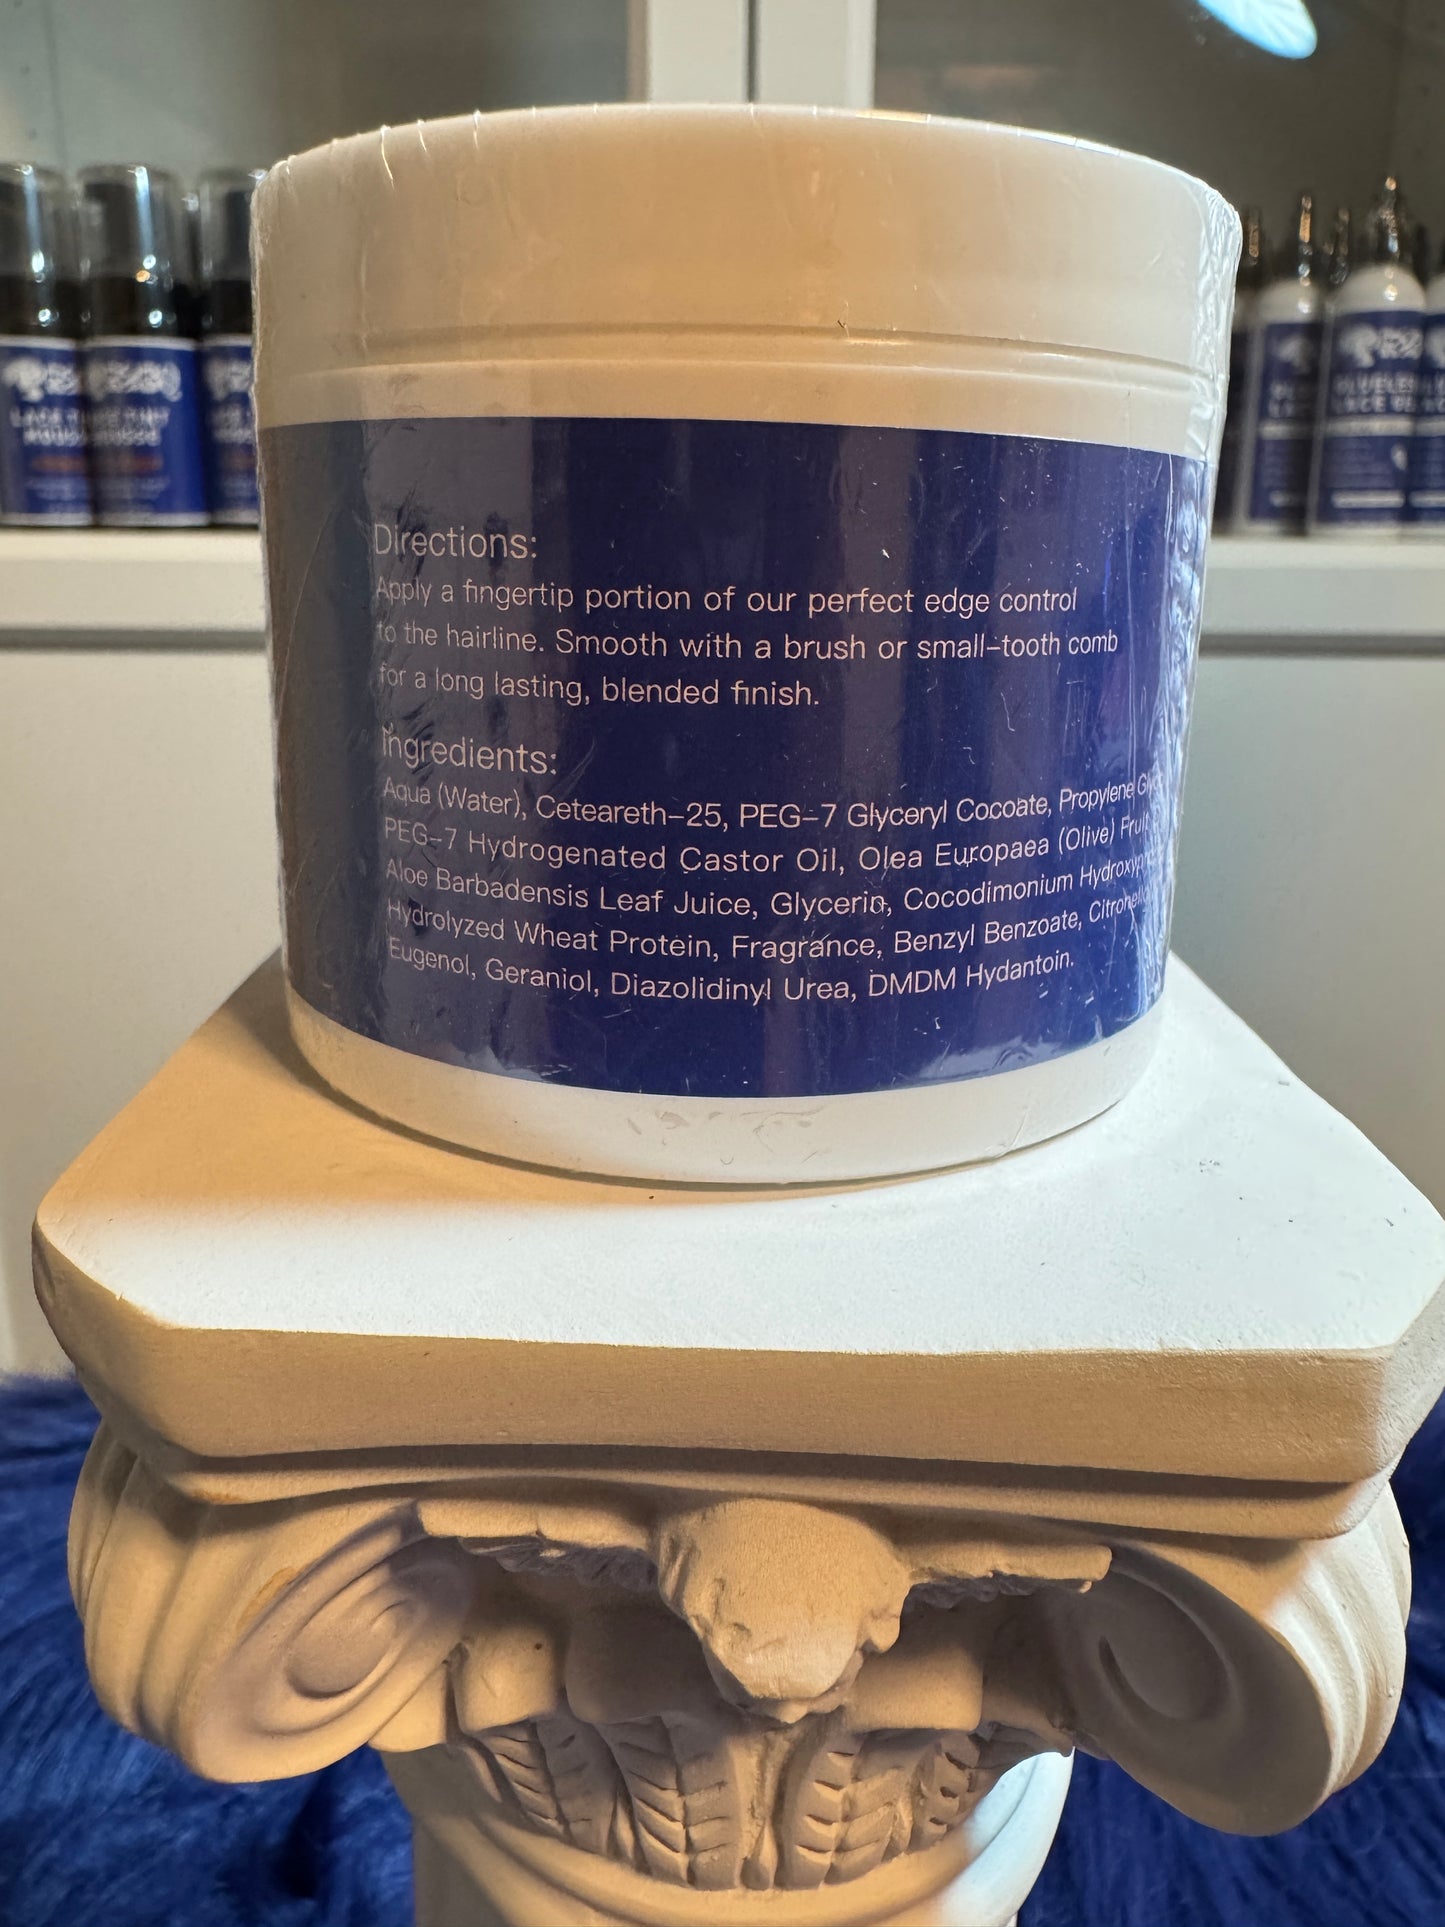 Directions:
Apply a fingertip portion of our perfect edge control
to the hairline. Smooth with a brush or small-tooth comb
for a long lasting, blended finish.
Ingredients:
Aqua (Water), Ceteareth-25, PEG-7 Glyceryl Cocoate, Propylene
PEG-7 Hydrogenated Castor Oil, Olea Europaea (Olive) Fruit
Aloe Barbadensis Leaf Juice, Glycerin, Cocodimonium
Hydrolyzed Wheat Protein, Fragrance, Benzyl Benzoate,
Eugenol, Geraniol, Diazolidinyl Urea, DMDM Hydantoin.